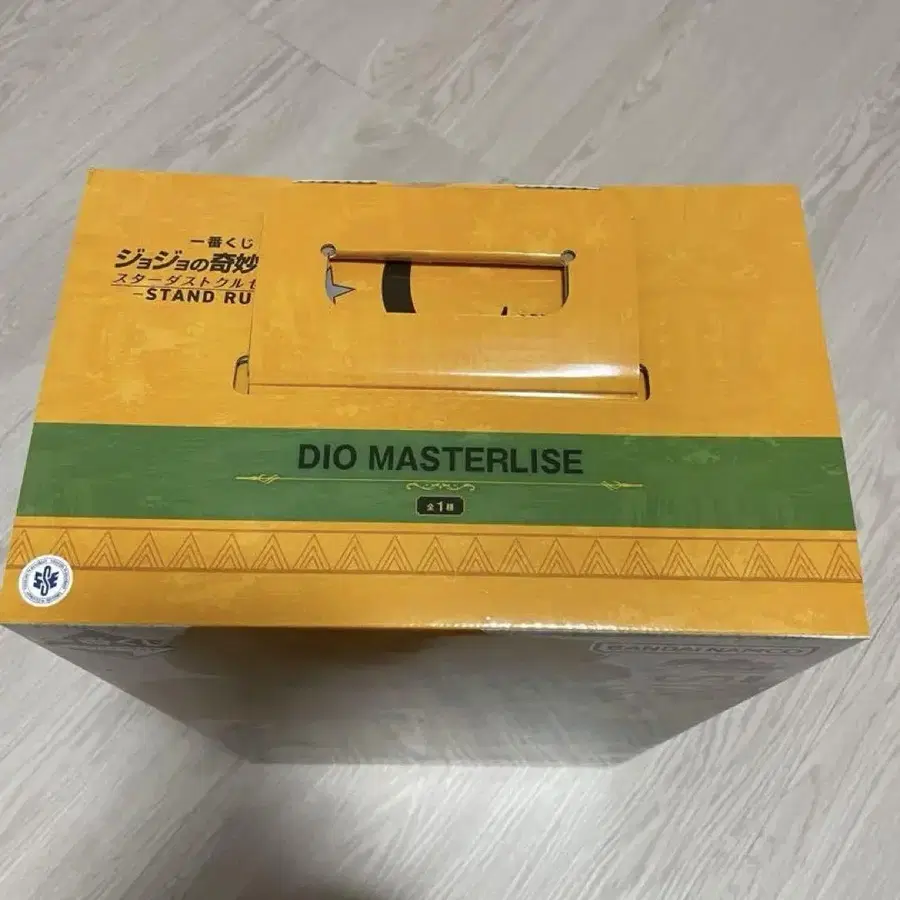 一番くじ
ジョジョの奇妙
スターダストクル
STAND RU
DIO MASTERLISE
全1種
BANDAI NAMCO